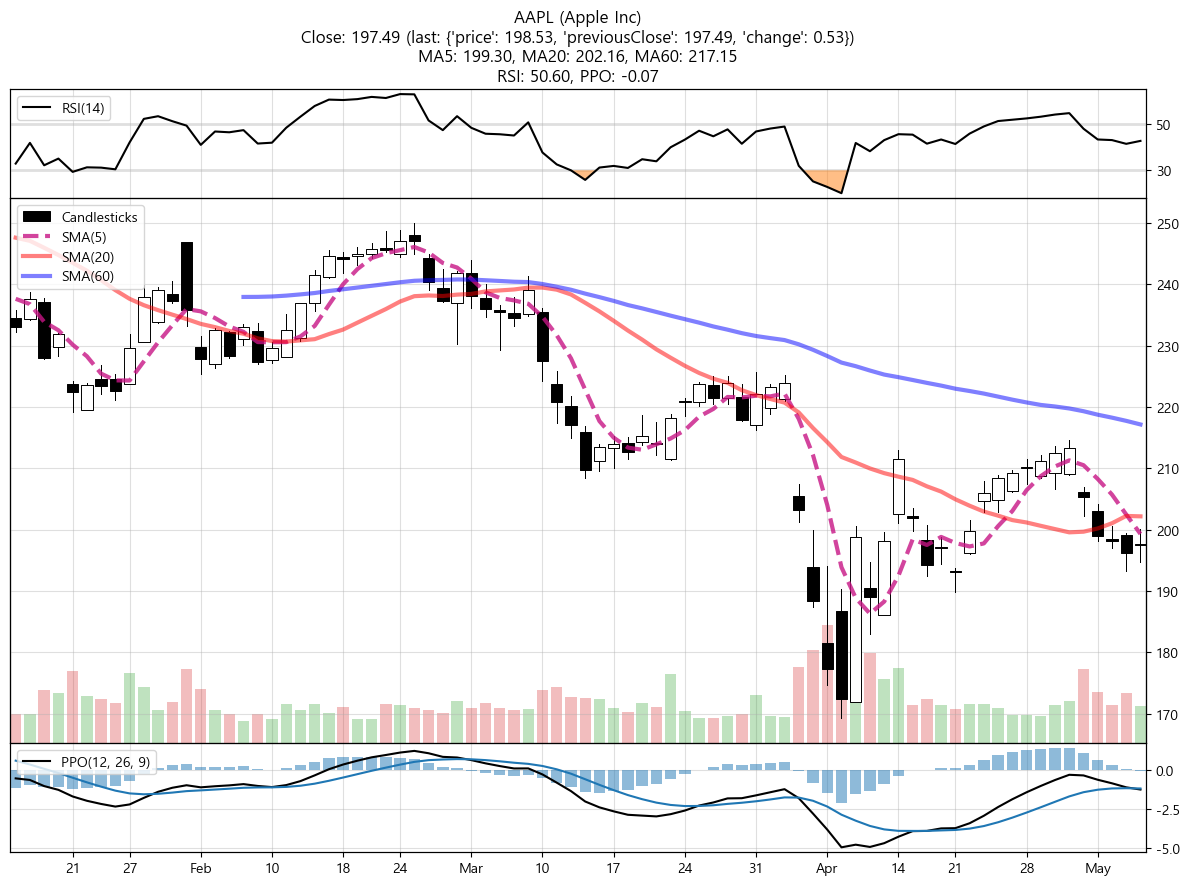 AAPL (Apple Inc)
Close: 197.49 (last: {'price': 198.53, 'previousClose': 197.49, 'change': 0.53})
MA5: 199.30, MA20: 202.16, MA60: 217.15
RSI: 50.60, PPO: -0.07
RSI(14)
50
30
Candlesticks
SMA(5)
SMA(20)
SMA(60)
250
240
230
220
210
200
190
180
170
PPO(12, 26, 9)
0.0
-2.5
-5.0
21 27 Feb 10 18 24 Mar 10 17 24 31 Apr 14 21 28 May